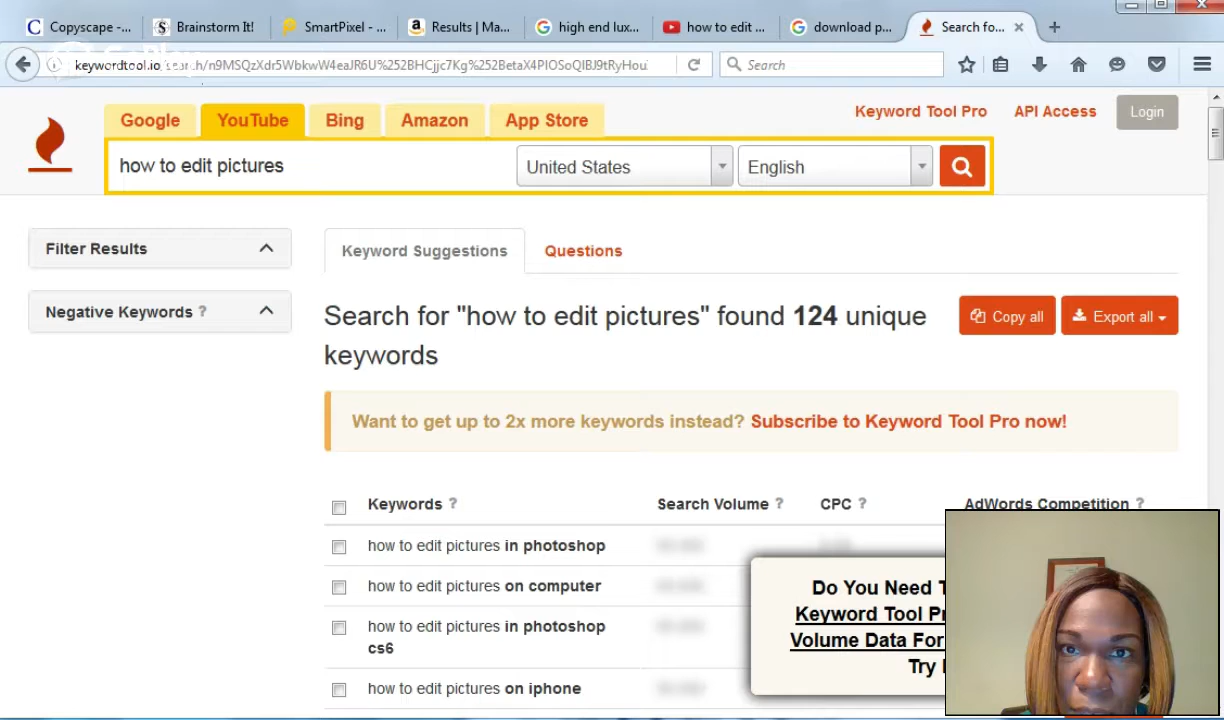 Copyscape -...
Brainstorm It!
SmartPixel - ...
Results | Ma...
high end lux...
how to edit ...
download p...
Search fo...
keywordtool.io
Search
Google
YouTube
Bing
Amazon
App Store
Keyword Tool Pro
API Access
Login
how to edit pictures
United States
English
Filter Results
Negative Keywords ?
Keyword Suggestions
Questions
Search for "how to edit pictures" found 124 unique
keywords
Copy all
Export all
Want to get up to 2x more keywords instead? Subscribe to Keyword Tool Pro now!
Keywords ?
Search Volume ?
CPC ?
AdWords Competition ?
how to edit pictures in photoshop
how to edit pictures on computer
how to edit pictures in photoshop
cs6
how to edit pictures on iphone
Do You Need
Keyword Tool
Volume Data For
Try